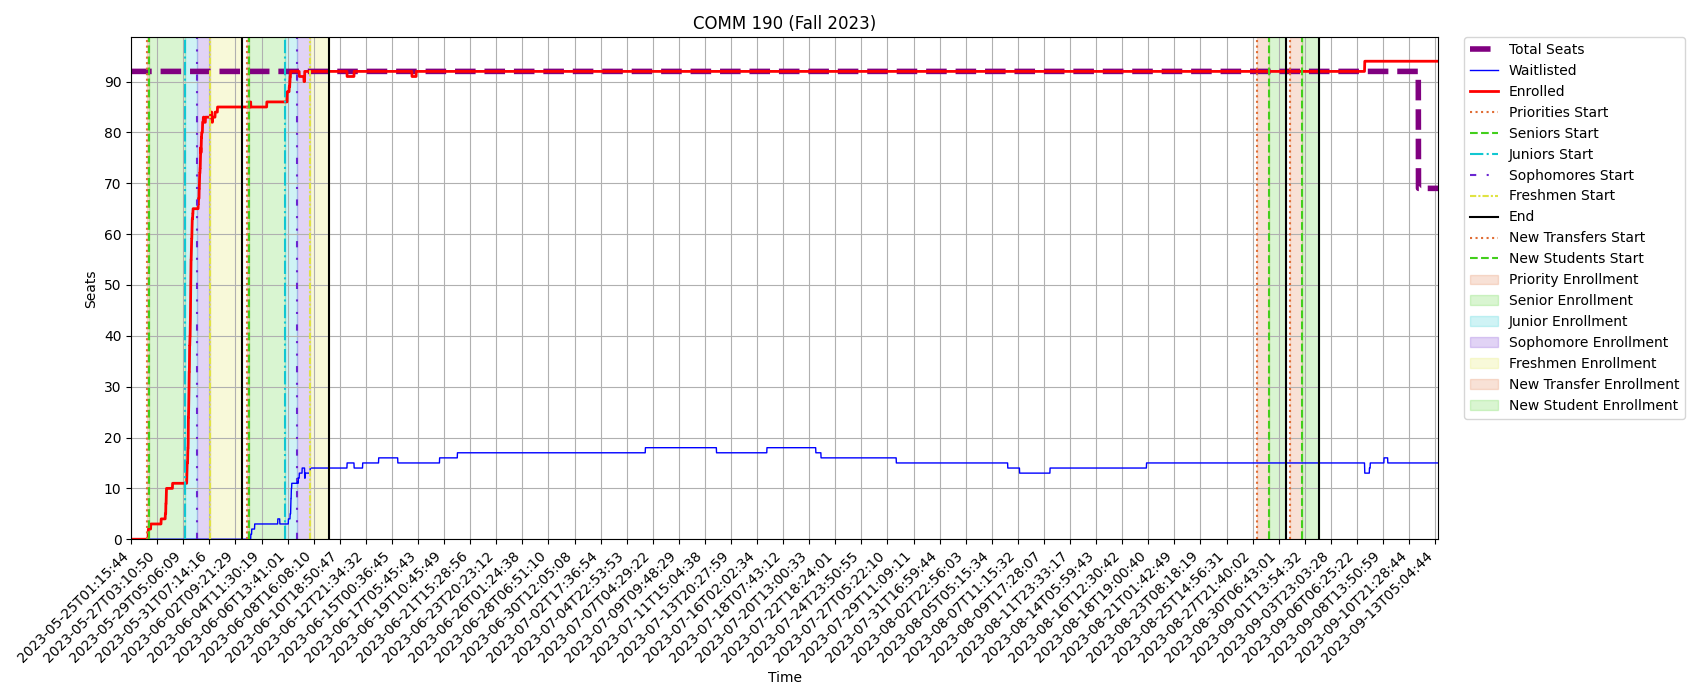 COMM 190 (Fall 2023)
Seats
90
80
70
60
50
40
30
20
10
0
2023-05-25T01:15:44
2023-05-27T03:10:50
2023-05-29T05:06:09
2023-05-31T07:14:16
2023-06-02T09:21:29
2023-06-04T11:30:19
2023-06-06T13:41:01
2023-06-08T16:08:10
2023-06-10T18:50:47
2023-06-12T21:34:32
2023-06-15T00:36:45
2023-06-17T05:45:43
2023-06-19T10:45:49
2023-06-21T15:28:56
2023-06-23T20:23:12
2023-06-26T01:24:38
2023-06-28T06:51:10
2023-06-30T12:05:08
2023-07-02T17:36:54
2023-07-04T22:53:53
2023-07-07T04:29:22
2023-07-09T09:48:29
2023-07-11T15:04:38
2023-07-13T20:27:59
2023-07-16T02:02:34
2023-07-18T07:43:12
2023-07-20T13:00:33
2023-07-22T18:24:01
2023-07-24T23:50:55
2023-07-27T05:22:10
2023-07-29T11:09:11
2023-07-31T16:59:44
2023-08-02T22:56:03
2023-08-05T05:15:34
2023-08-07T11:15:32
2023-08-09T17:28:07
2023-08-11T23:33:17
2023-08-14T05:59:43
2023-08-16T12:30:42
2023-08-18T19:00:40
2023-08-21T01:42:49
2023-08-23T08:18:19
2023-08-25T14:56:31
2023-08-27T21:40:02
2023-08-30T06:43:01
2023-09-01T13:54:32
2023-09-03T23:03:28
2023-09-06T06:25:22
2023-09-08T13:50:59
2023-09-10T21:28:44
2023-09-13T05:04:44
Time
Total Seats
Waitlisted
Enrolled
Priorities Start
Seniors Start
Juniors Start
Sophomores Start
Freshmen Start
End
New Transfers Start
New Students Start
Priority Enrollment
Senior Enrollment
Junior Enrollment
Sophomore Enrollment
Freshmen Enrollment
New Transfer Enrollment
New Student Enrollment